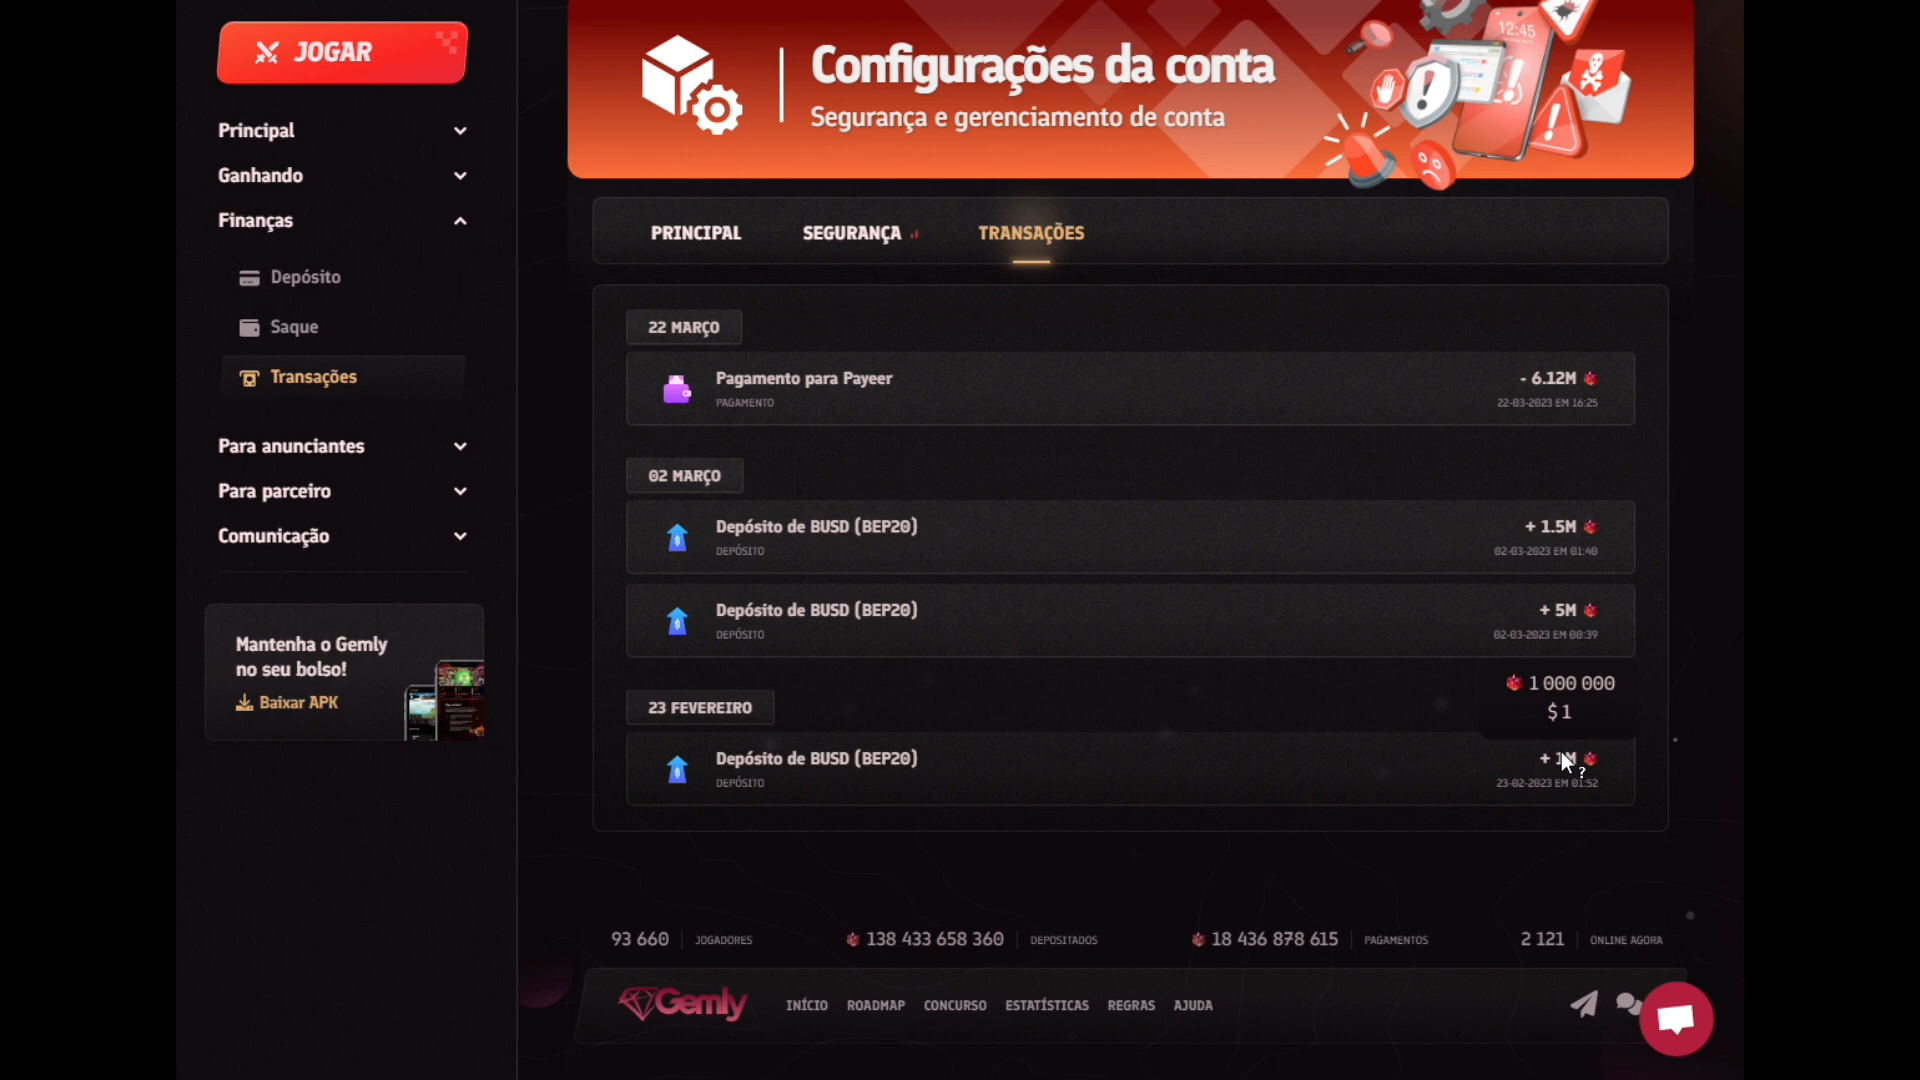 JOGAR
Principal
Ganhando
Finanças
Depósito
Saque
Transações
Para anunciantes
Para parceiro
Comunicação
Mantenha o Gemly
no seu bolso!
Baixar APK
Configurações da conta
Segurança e gerenciamento de conta
12:45
PRINCIPAL
SEGURANÇA
TRANSAÇÕES
22 MARÇO
Pagamento para Payeer
- 6.12M
PAGAMENTO
22-03-2023 EM 16:25
02 MARÇO
Depósito de BUSD (BEP20)
+ 1.5M
DEPÓSITO
02-03-2023 EM 01:40
Depósito de BUSD (BEP20)
+ 5M
DEPÓSITO
02-03-2023 EM 00:39
1 000 000
$ 1
23 FEVEREIRO
Depósito de BUSD (BEP20)
+ 1M
DEPÓSITO
23-02-2023 EM 01:52
93 660 JOGADORES
138 433 658 360 DEPOSITADOS
18 436 878 615 PAGAMENTOS
2 121 ONLINE AGORA
Gemly
INÍCIO
ROADMAP
CONCURSO
ESTATÍSTICAS
REGRAS
AJUDA